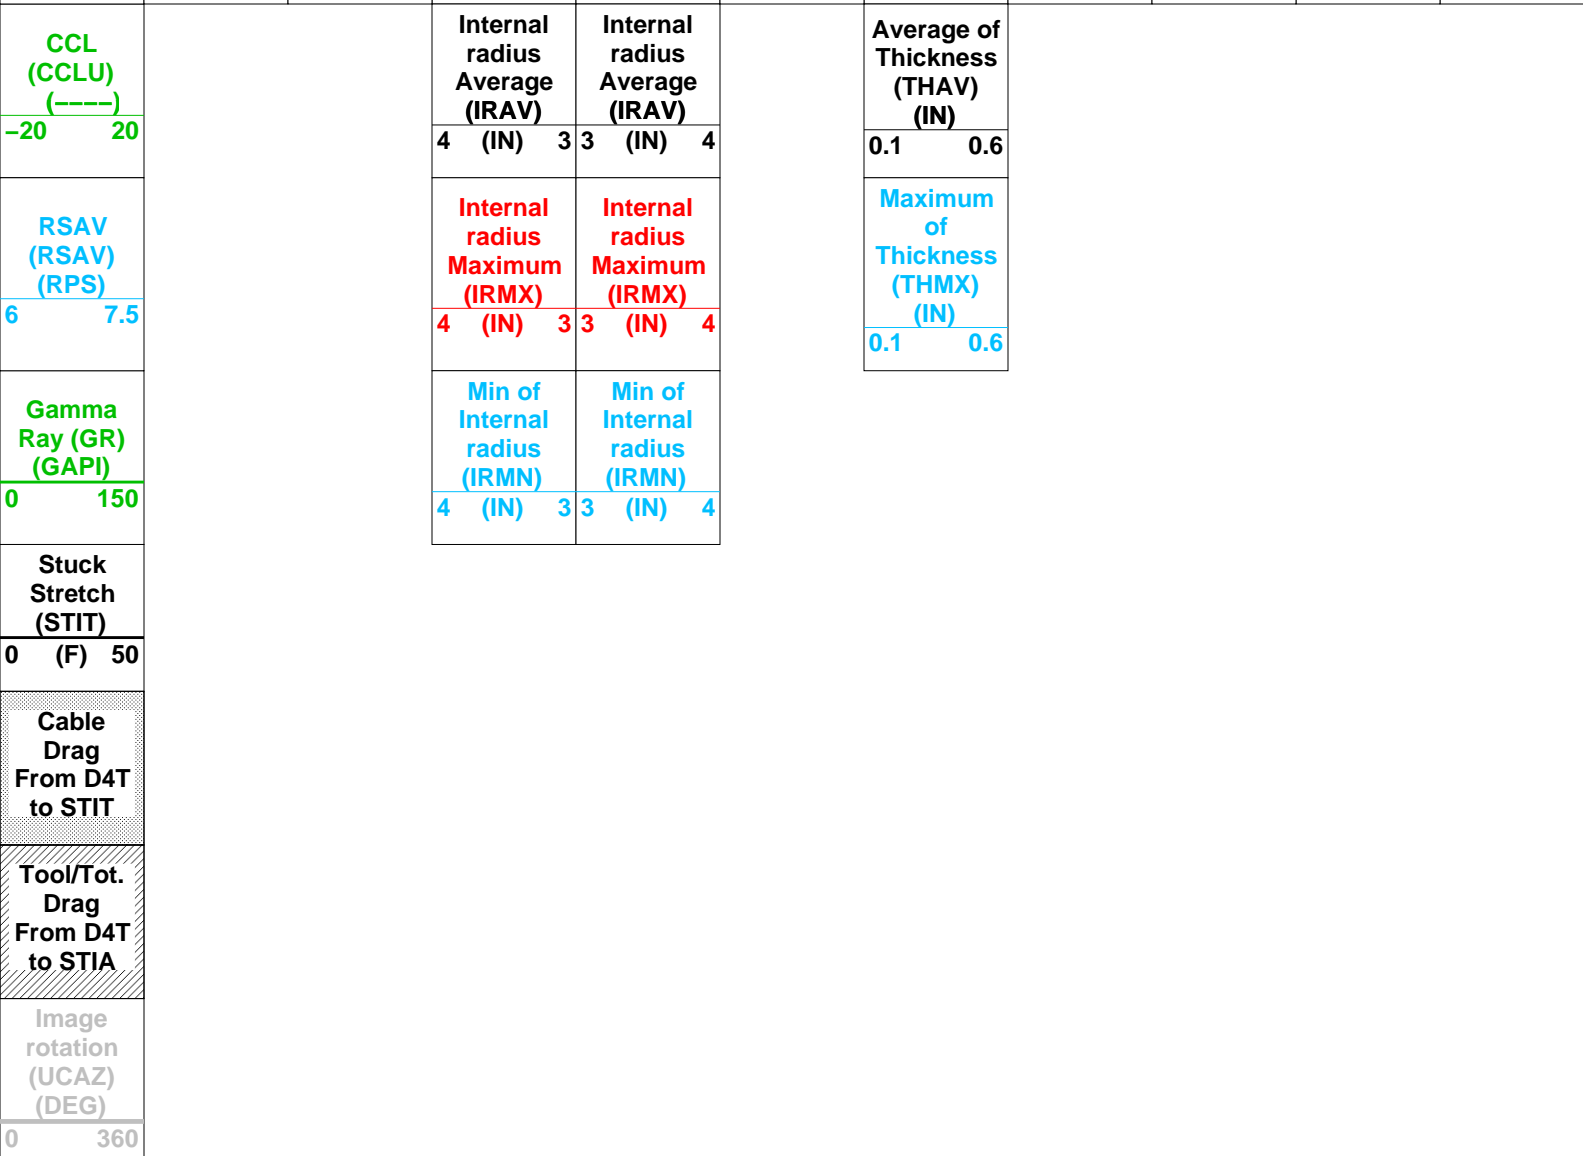 CCL
(CCLU)
(----)
-20 20
RSAV
(RSAV)
(RPS)
6 7.5
Gamma
Ray (GR)
(GAPI)
0 150
Stuck
Stretch
(STIT)
0 (F) 50
Cable
Drag
From D4T
to STIT
Tool/Tot.
Drag
From D4T
to STIA
Image
rotation
(UCAZ)
(DEG)
0 360
Internal
radius
Average
(IRAV)
4 (IN) 3
Internal
radius
Maximum
(IRMX)
4 (IN) 3
Min of
Internal
radius
(IRMN)
4 (IN) 3
Internal
radius
Average
(IRAV)
3 (IN) 4
Internal
radius
Maximum
(IRMX)
3 (IN) 4
Min of
Internal
radius
(IRMN)
3 (IN) 4
Average of
Thickness
(THAV)
(IN)
0.1 0.6
Maximum
of
Thickness
(THMX)
(IN)
0.1 0.6